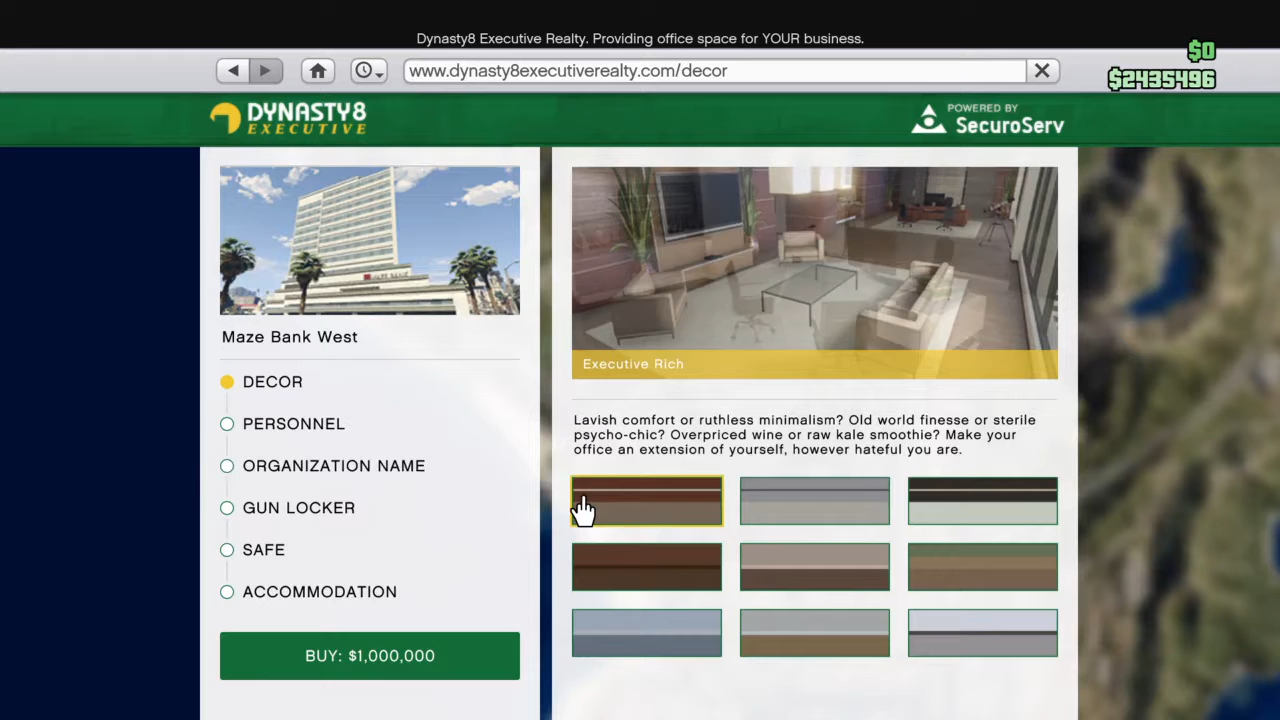 Dynasty8 Executive Realty. Providing office space for YOUR business.
$0
www.dynasty8executiverealty.com/decor
$2435496
DYNASTY8
EXECUTIVE
POWERED BY
SecuroServ
Maze Bank West
DECOR
PERSONNEL
ORGANIZATION NAME
GUN LOCKER
SAFE
ACCOMMODATION
BUY: $1,000,000
Executive Rich
Lavish comfort or ruthless minimalism? Old world finesse or sterile
psycho-chic? Overpriced wine or raw kale smoothie? Make your
office an extension of yourself, however hateful you are.